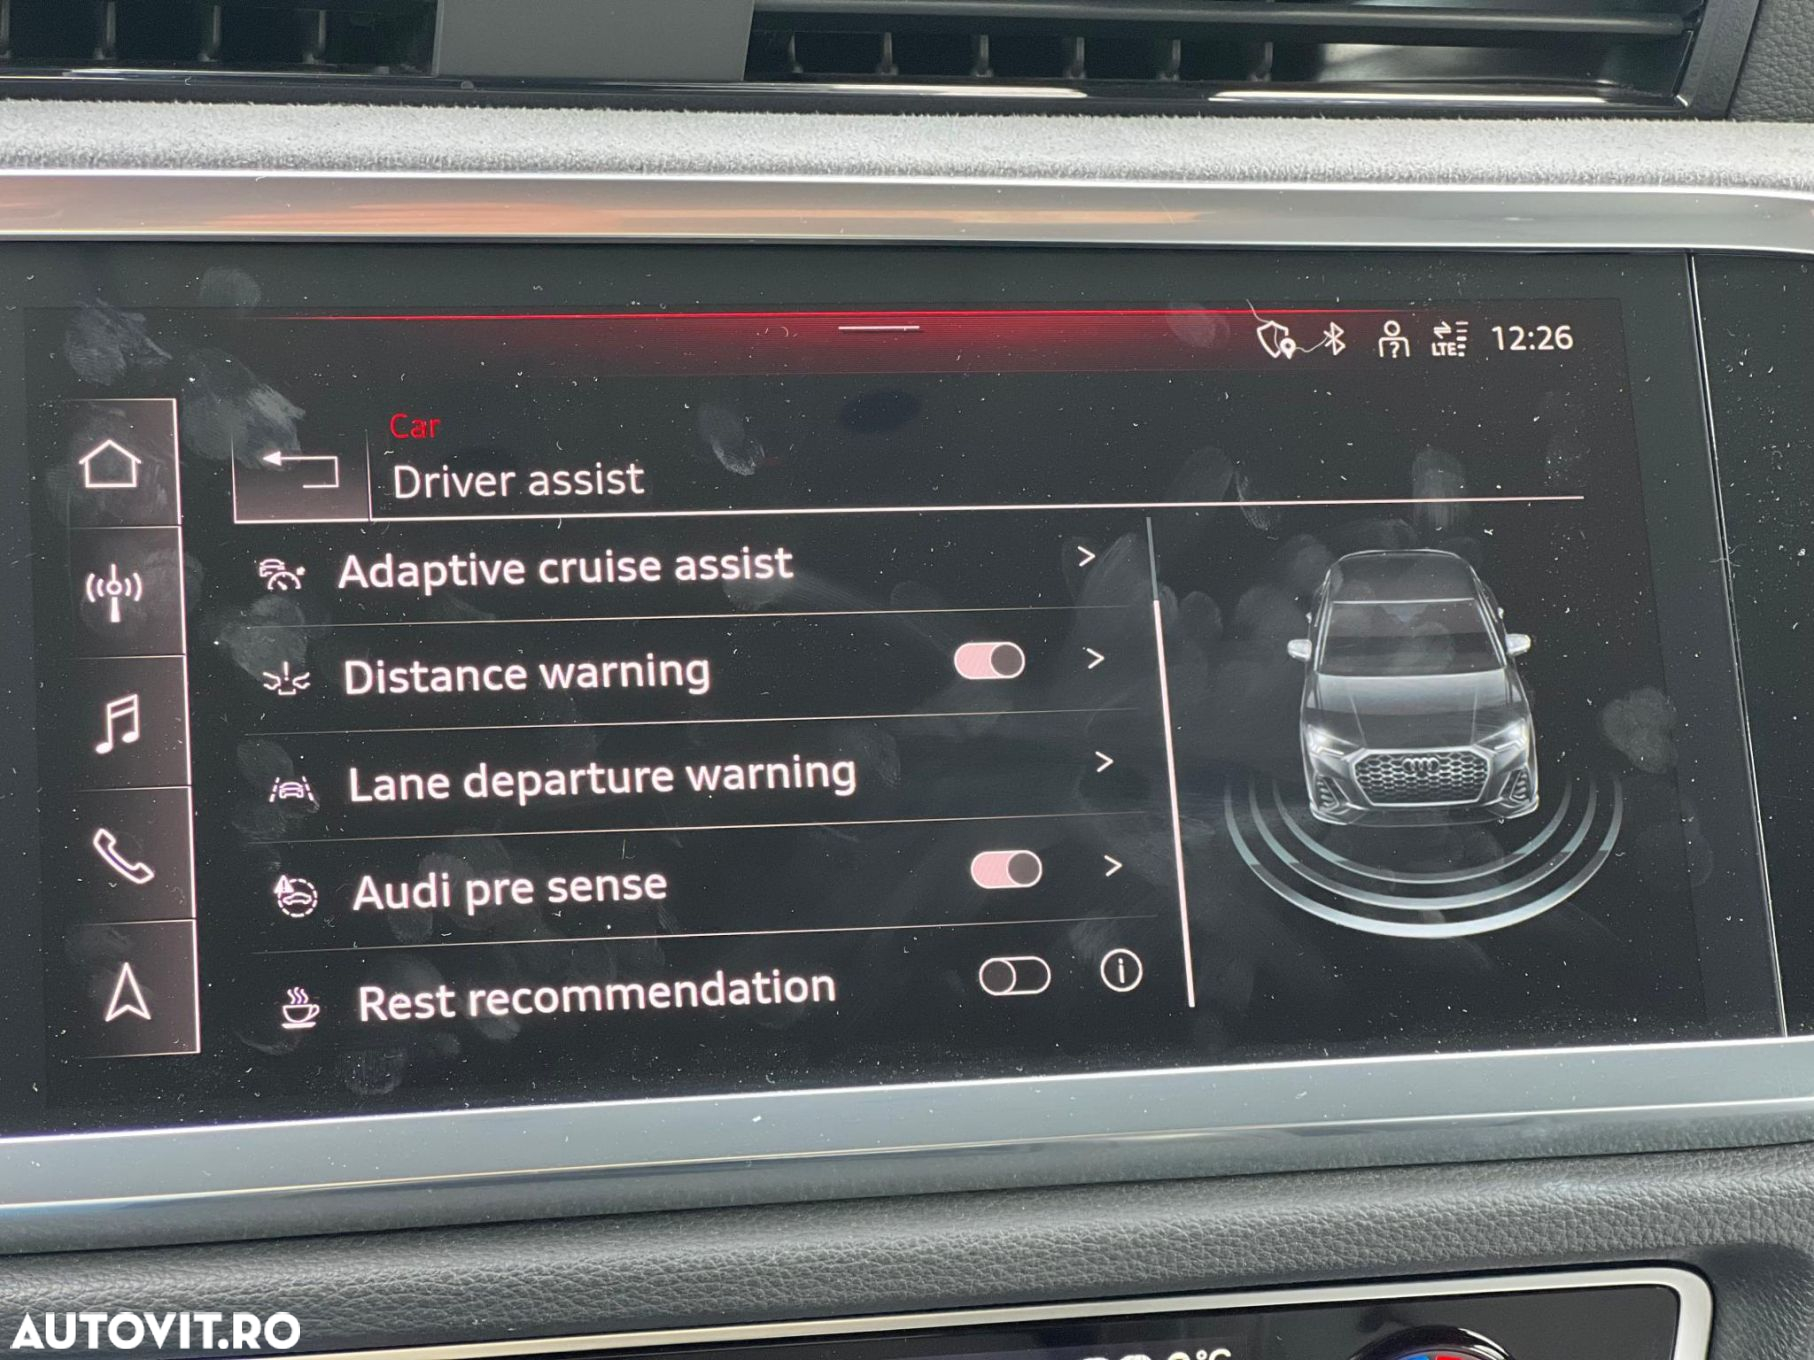 LTE 12:26
Car
Driver assist
Adaptive cruise assist
Distance warning
Lane departure warning
Audi pre sense
Rest recommendation
°C
AUTOVIT.RO